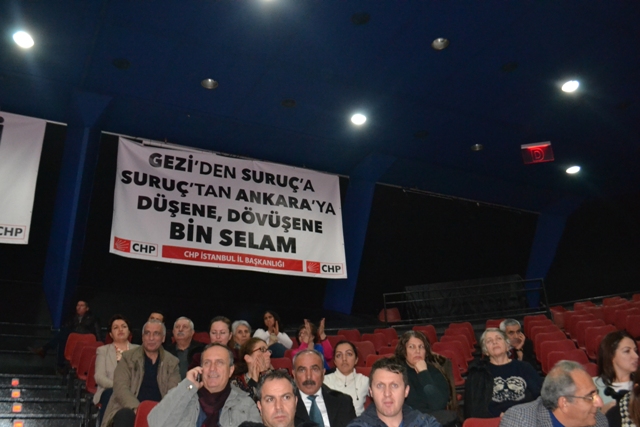 GEZİ'DEN SURUÇ'A
SURUÇ'TAN ANKARA'YA
DÜŞENE, DÖVÜŞENE
BİN SELAM
CHP
CHP İSTANBUL İL BAŞKANLIĞI
CHP
CHP
D